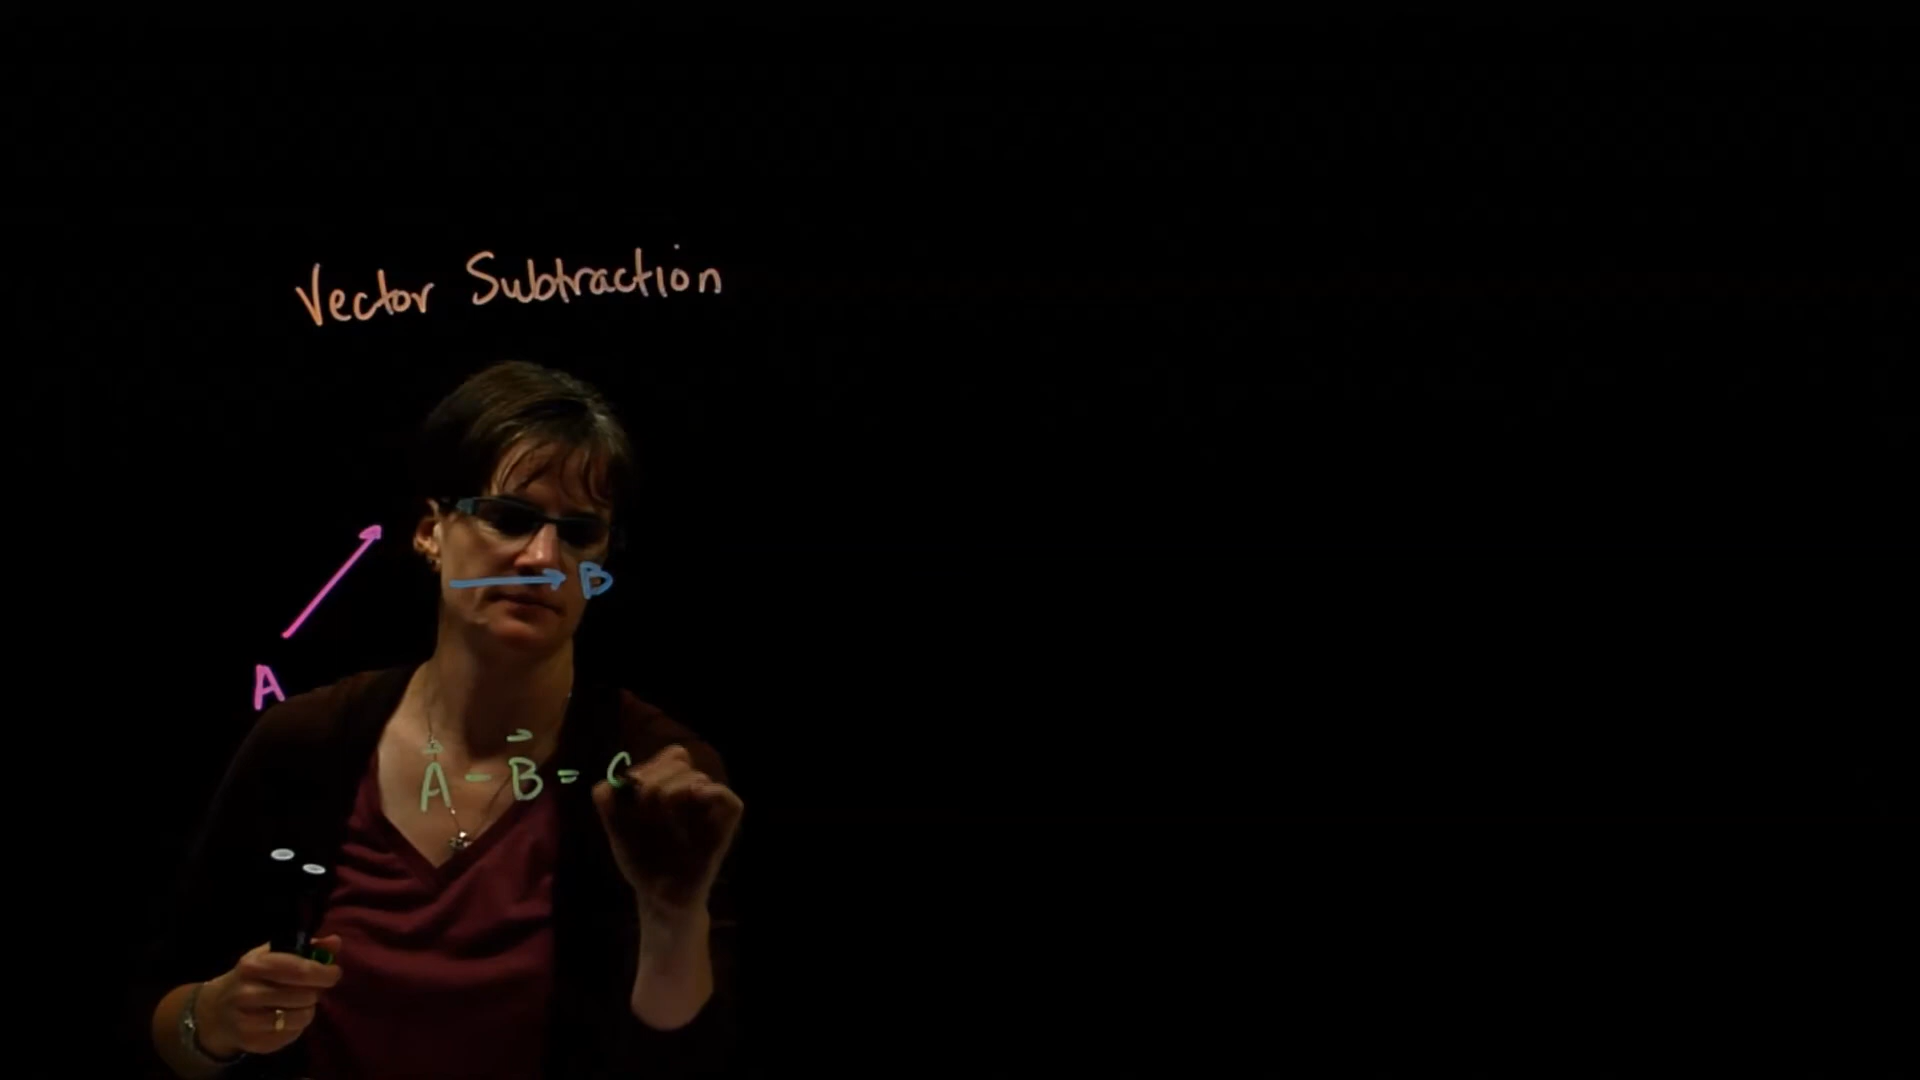 Vector Subtraction
B
A
A⃗ - B⃗ = C